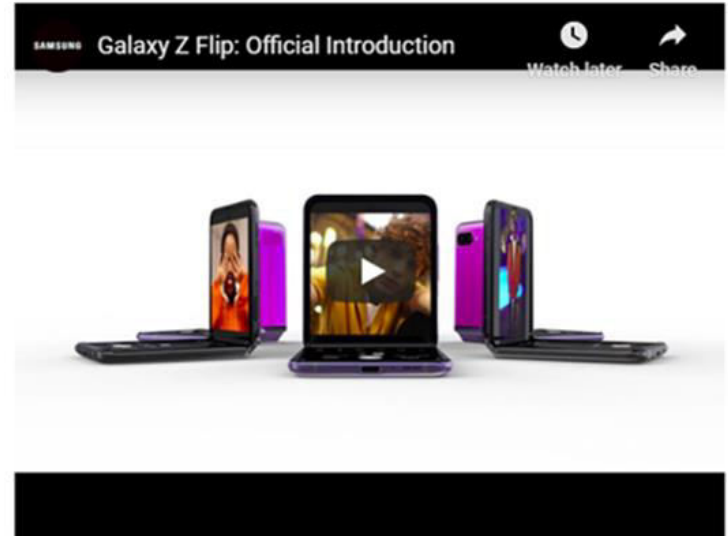 SAMSUNG
Galaxy Z Flip: Official Introduction
Watch later
Share